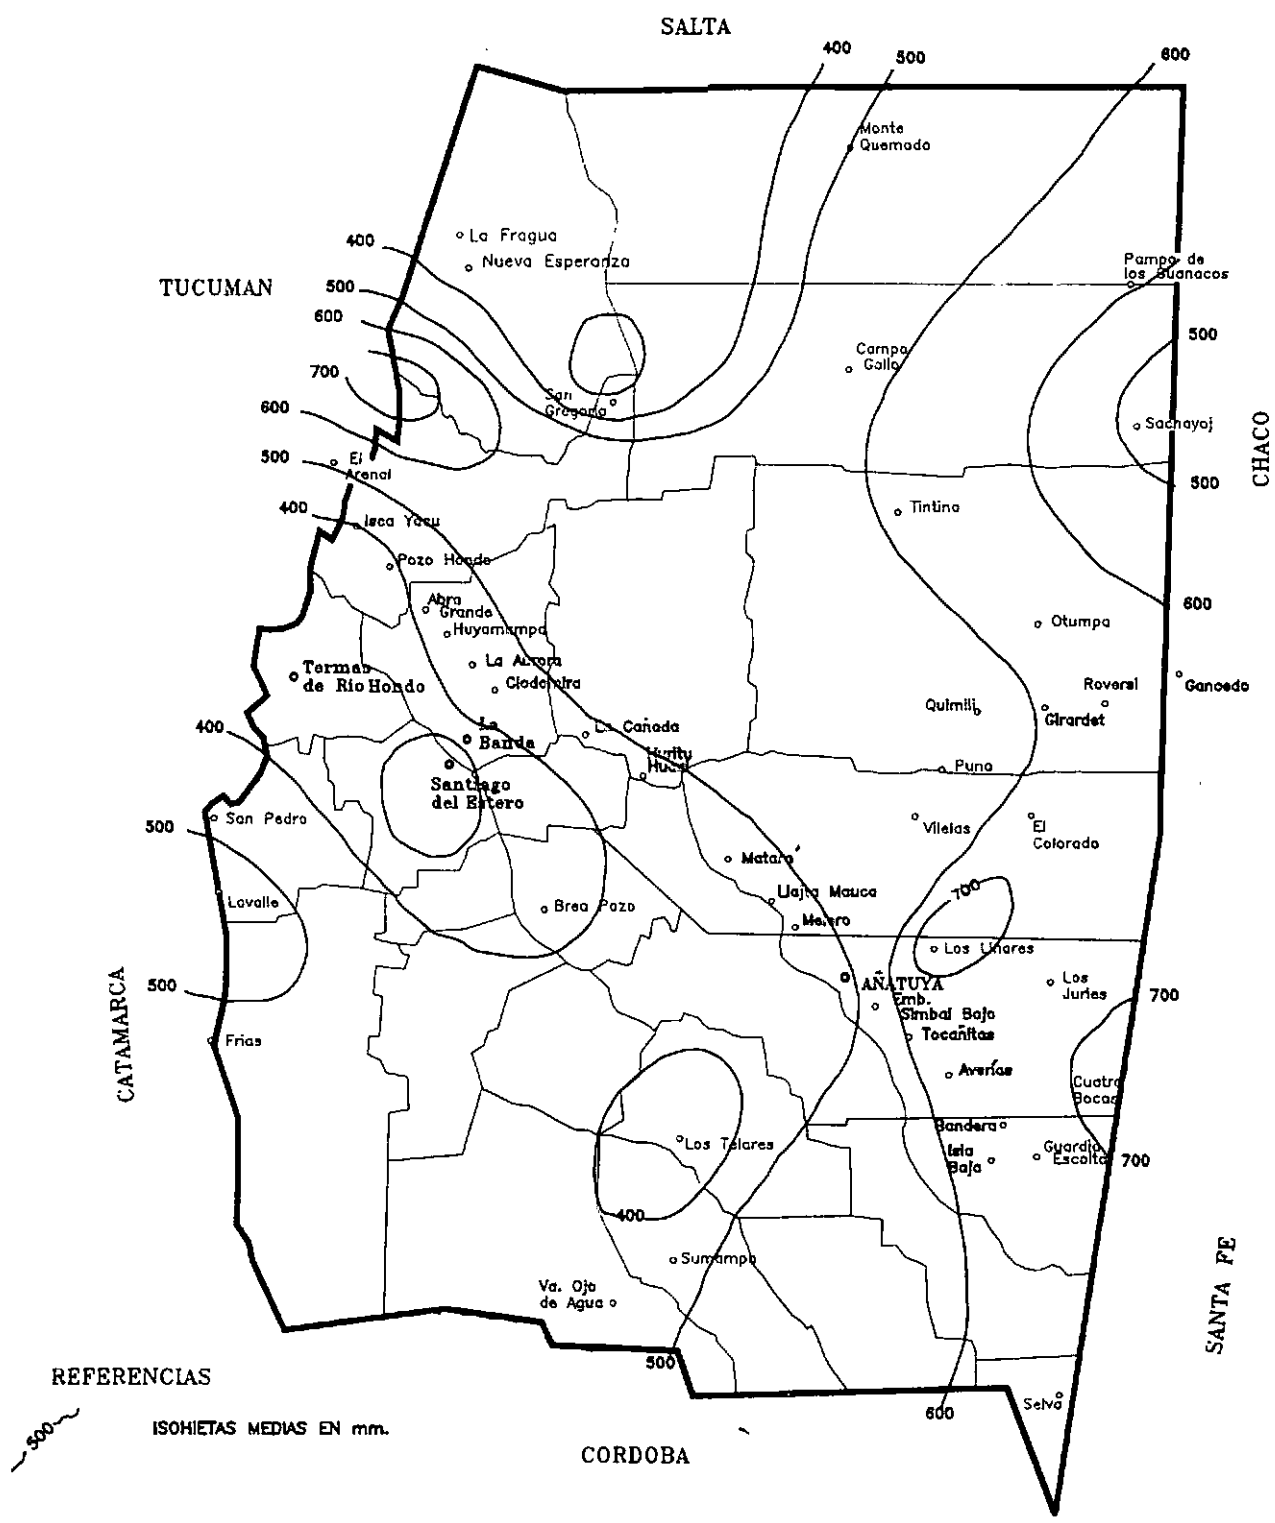 SALTA
400
500
600
Monte
Quemado
La Fragua
400
Nueva Esperanza
Pampa de
los Guanacos
TUCUMAN
500
600
500
Campo
Gallo
700
San
Gregorio
600
Sachayoj
CHACO
500
El
Arenal
500
400
Isca Yacu
Tintina
Pozo Hondo
Abra
Grande
600
Huyamampa
Otumpa
La Aurora
Termas
de Rio Hondo
Clodomira
Roversi
Gancedo
Quimili
Girardet
400
La
Banda
La Cañada
Huritu
Huasi
Puna
Santiago
del Estero
San Pedro
500
Vilelas
El
Colorado
Matara
Llajta Mauca
700
Lavalle
Brea Pozo
Melero
Los Linares
500
AÑATUYA
Los
Juries
700
Emb.
Simbal Bajo
CATAMARCA
Frias
Tocañitas
Averías
Cuatro
Bocas
Bandera
Los Telares
Isla
Baja
Guardia
Escolta
700
400
Sumampa
Va. Ojo
de Agua
SANTA FE
500
REFERENCIAS
Selva
600
500
ISOHIETAS MEDIAS EN mm.
CORDOBA